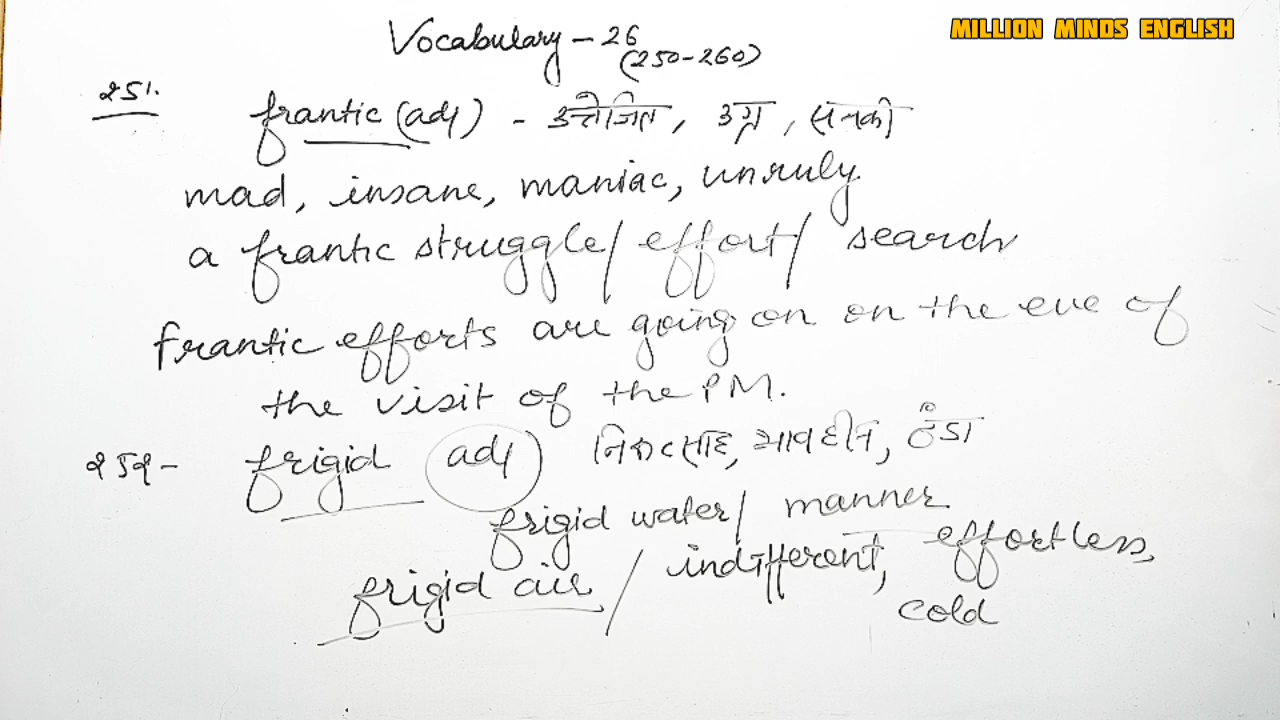 MILLION MINDS ENGLISH
Vocabulary - 26
(250-260)
251. frantic (adj) - उत्तेजित, उग्र, सनकी
mad, insane, maniac, unruly
a frantic struggle/ effort/ search
frantic efforts are going on on the eve of
the visit of the PM.
252- frigid (adj) निरुत्साह, भावहीन, ठंडा
frigid water/ manner
frigid air / indifferent, effortless,
cold